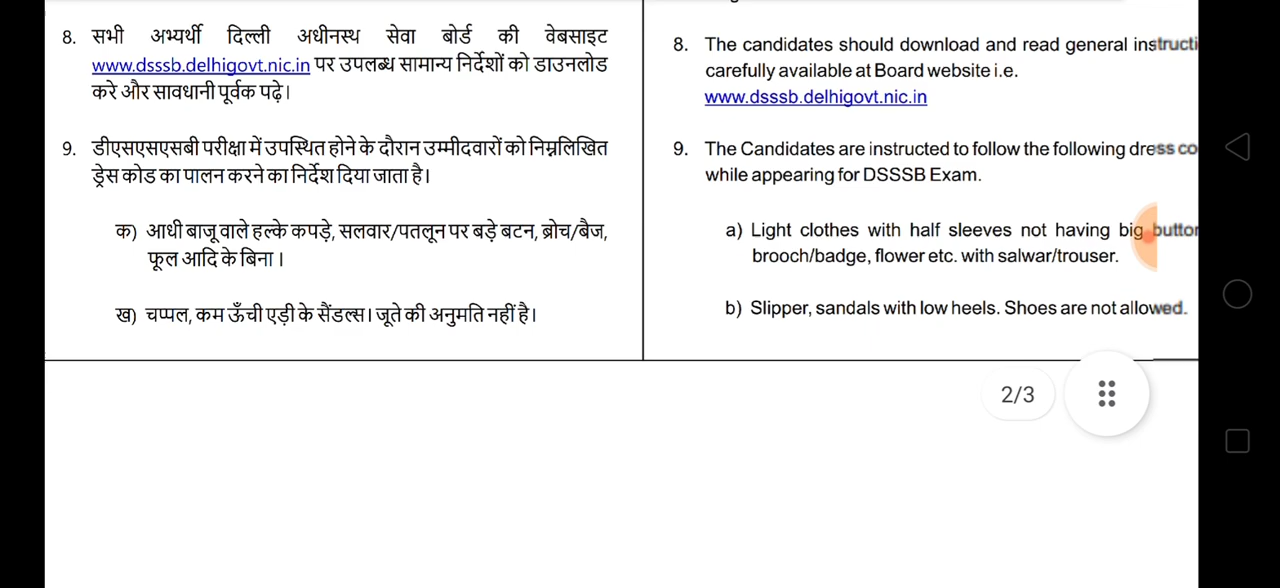 8. सभी अभ्यर्थी दिल्ली अधीनस्थ सेवा बोर्ड की वेबसाइट
www.dsssb.delhigovt.nic.in पर उपलब्ध सामान्य निर्देशों को डाउनलोड
करे और सावधानी पूर्वक पढ़े।
9. डीएसएसएसबी परीक्षा में उपस्थित होने के दौरान उम्मीदवारों को निम्नलिखित
ड्रेस कोड का पालन करने का निर्देश दिया जाता है।
क) आधी बाजू वाले हल्के कपड़े, सलवार/पतलून पर बड़े बटन, ब्रोच/बैज,
फूल आदि के बिना ।
ख) चप्पल, कम ऊँची एड़ी के सैंडल्स। जूते की अनुमति नहीं है।
8. The candidates should download and read general instructi
carefully available at Board website i.e.
www.dsssb.delhigovt.nic.in
9. The Candidates are instructed to follow the following dress co
while appearing for DSSSB Exam.
a) Light clothes with half sleeves not having big button
brooch/badge, flower etc. with salwar/trouser.
b) Slipper, sandals with low heels. Shoes are not allowed.
2/3